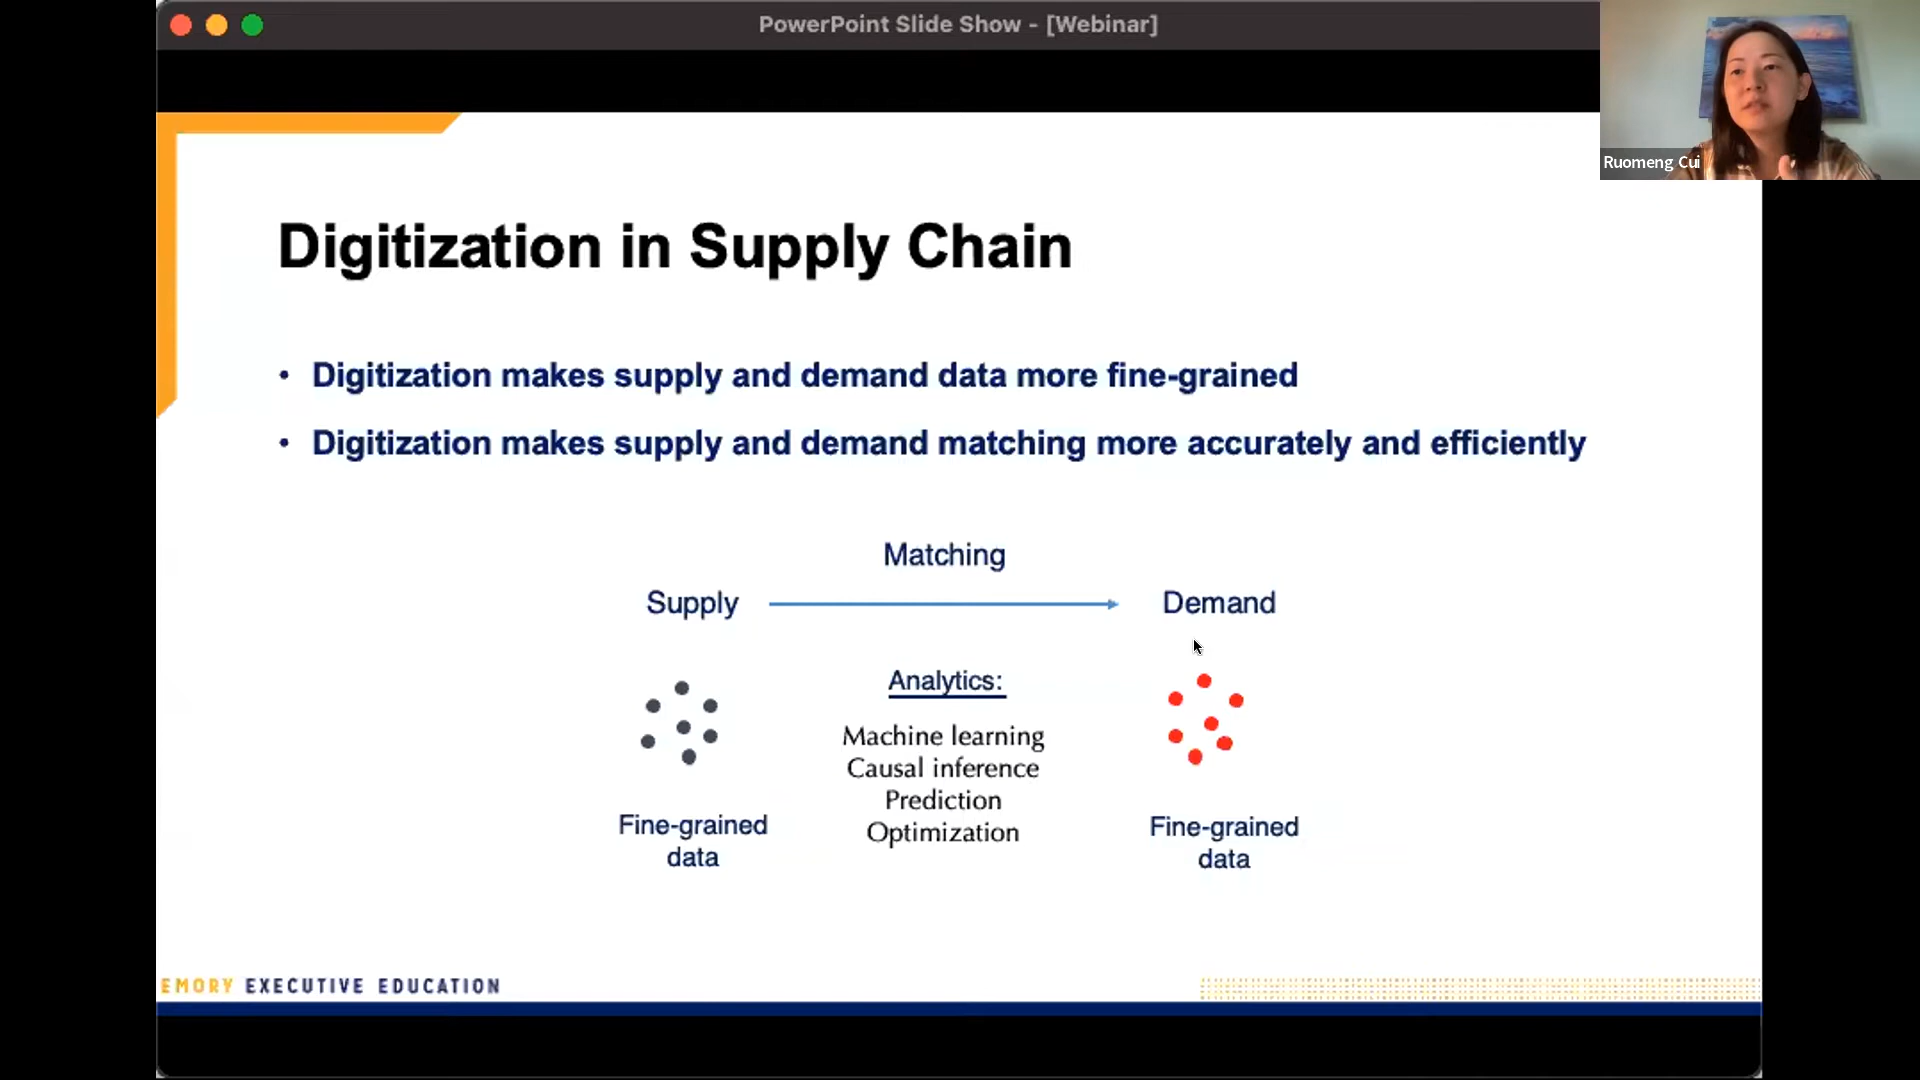 PowerPoint Slide Show - [Webinar]
Ruomeng Cui
Digitization in Supply Chain
• Digitization makes supply and demand data more fine-grained
• Digitization makes supply and demand matching more accurately and efficiently
Matching
Supply
Demand
Analytics:
Machine learning
Causal inference
Prediction
Optimization
Fine-grained
data
Fine-grained
data
EMORY EXECUTIVE EDUCATION